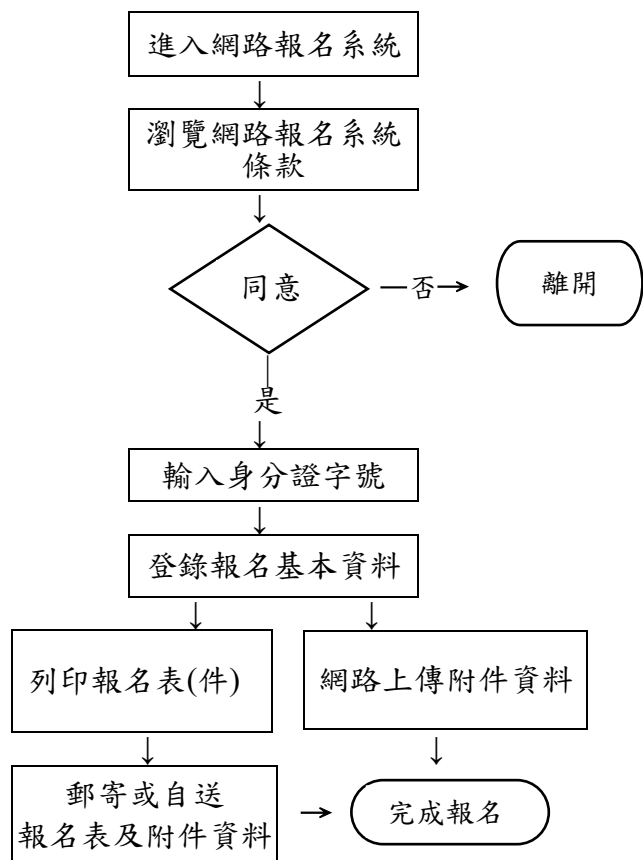 進入網路報名系統
瀏覽網路報名系統
條款
同意
否
離開
是
輸入身分證字號
登錄報名基本資料
列印報名表(件)
網路上傳附件資料
郵寄或自送
報名表及附件資料
完成報名